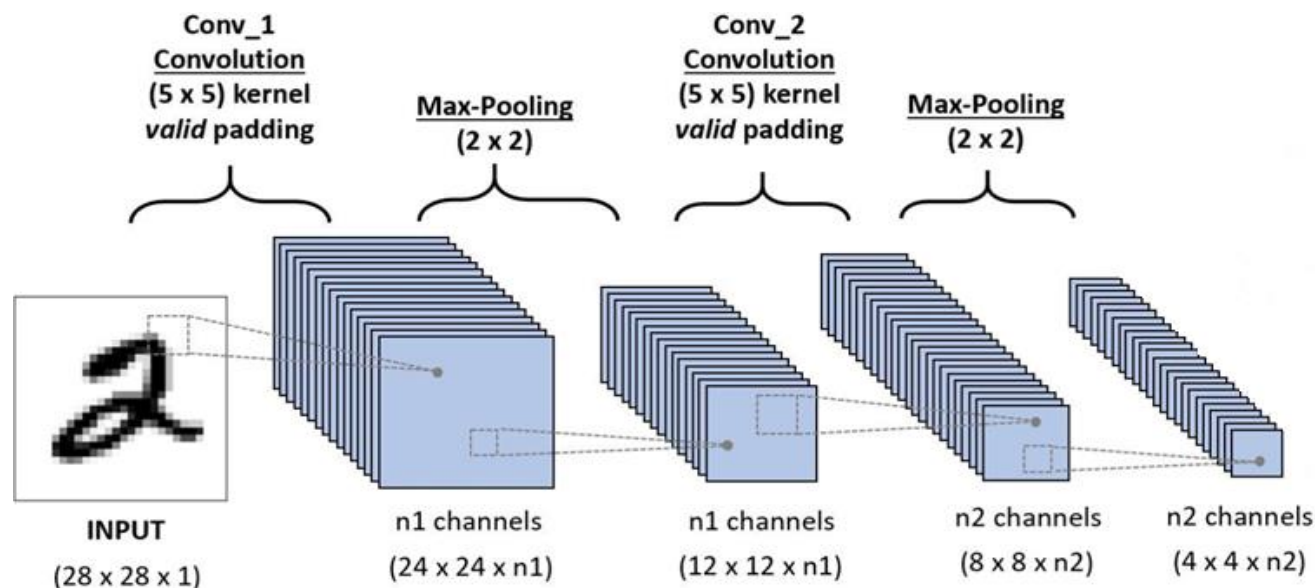 Conv_1
Convolution
(5 x 5) kernel
valid padding
Max-Pooling
(2 x 2)
Conv_2
Convolution
(5 x 5) kernel
valid padding
Max-Pooling
(2 x 2)
2
INPUT
(28 x 28 x 1)
n1 channels
(24 x 24 x n1)
n1 channels
(12 x 12 x n1)
n2 channels
(8 x 8 x n2)
n2 channels
(4 x 4 x n2)